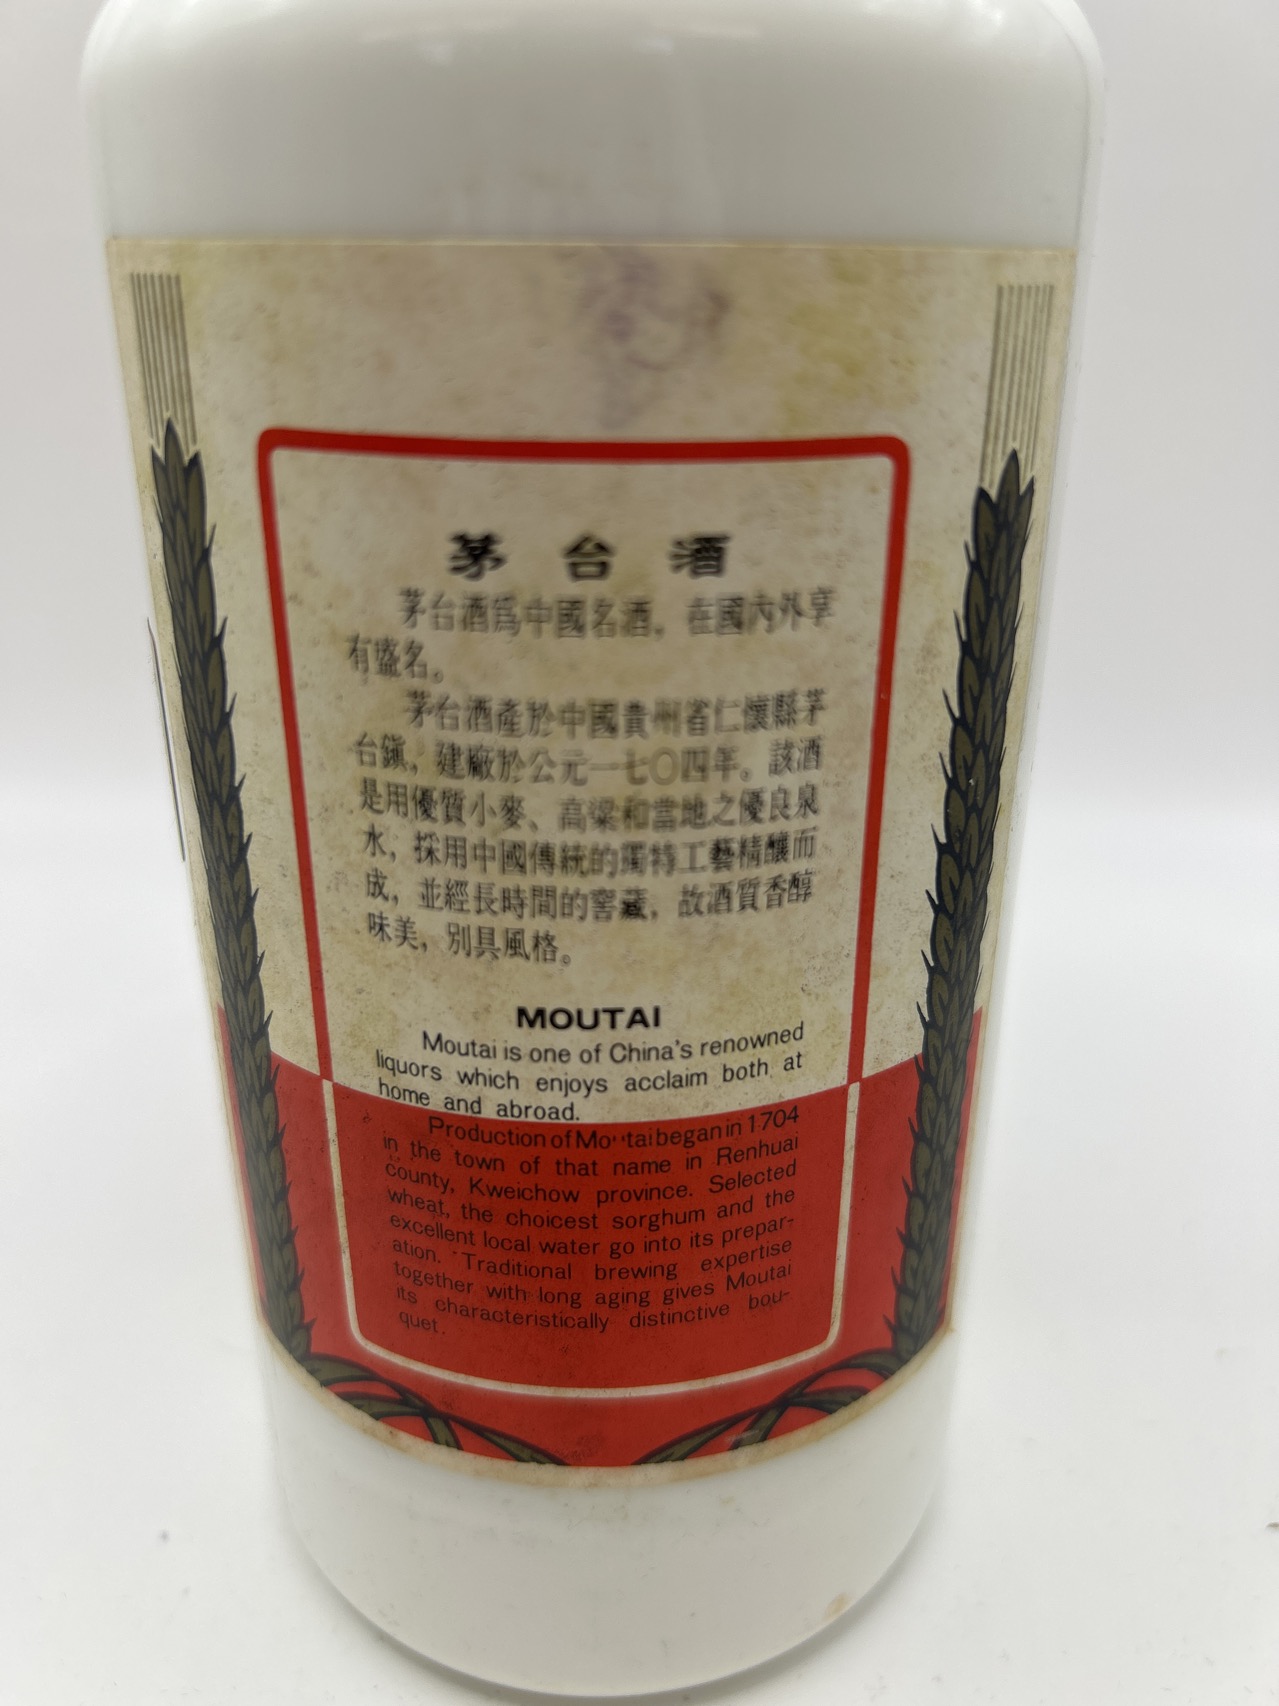 茅台酒
茅台酒爲中國名酒，在國內外享
有盛名。
茅台酒產於中國貴州省仁懷縣茅
台鎮，建廠於公元一七〇四年。該酒
是用優質小麥、高粱和當地之優良泉
水，採用中國傳統的獨特工藝精釀而
成，並經長時間的窖藏，故酒質香醇
味美，別具風格。
MOUTAI
Moutai is one of China's renowned
liquors which enjoys acclaim both at
home and abroad.
Production of Moutai began in 1704
in the town of that name in Renhuai
county, Kweichow province. Selected
wheat, the choicest sorghum and the
excellent local water go into its prepar-
ation. Traditional brewing expertise
together with long aging gives Moutai
its characteristically distinctive bou-
quet.